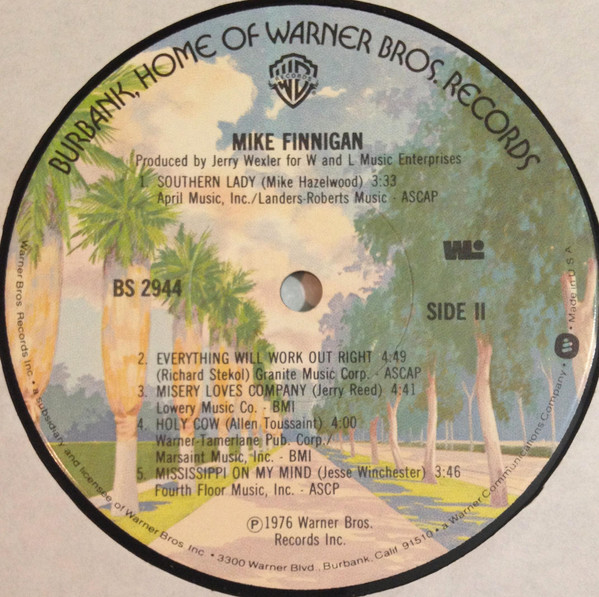 BURBANK, HOME OF WARNER BROS. RECORDS
WB
RECORDS
MIKE FINNIGAN
Produced by Jerry Wexler for W and L Music Enterprises
1. SOUTHERN LADY (Mike Hazelwood) 3:33
April Music, Inc./Landers-Roberts Music - ASCAP
BS 2944
SIDE II
2. EVERYTHING WILL WORK OUT RIGHT 4:49
(Richard Stekol) Granite Music Corp. - ASCAP
3. MISERY LOVES COMPANY (Jerry Reed) 4:41
Lowery Music Co. - BMI
4. HOLY COW (Allen Toussaint) 4:00
Warner-Tamerlane Pub. Corp./
Marsaint Music, Inc. - BMI
5. MISSISSIPPI ON MY MIND (Jesse Winchester) 3:46
Fourth Floor Music, Inc. - ASCP
℗1976 Warner Bros.
Records Inc.
Warner Bros. Records Inc. • a subsidiary and licensee of Warner Bros. Inc. • 3300 Warner Blvd., Burbank, Calif. 91510 • a Warner Communications Company • Made in U.S.A.